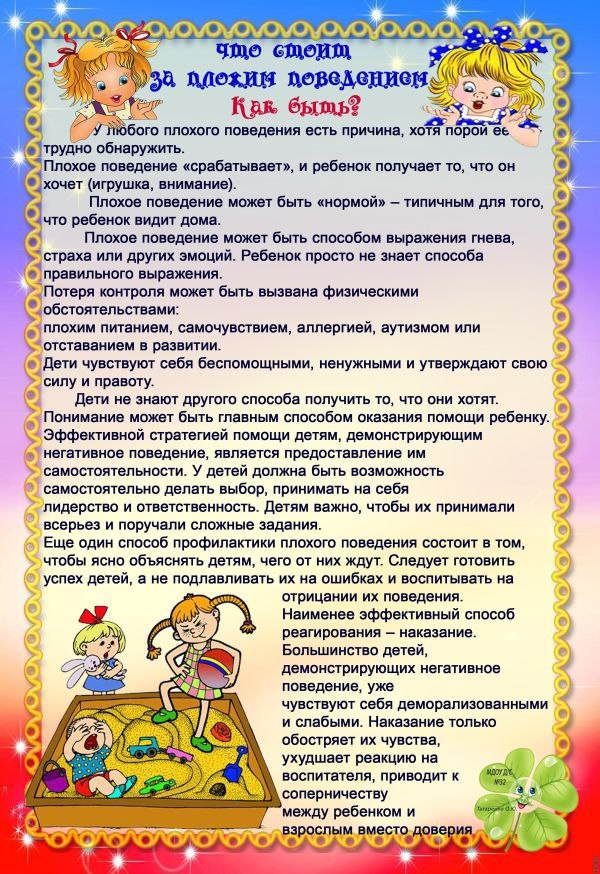 Что стоит
за плохим поведением
Как быть?
У любого плохого поведения есть причина, хотя порой ее
трудно обнаружить.
Плохое поведение «срабатывает», и ребенок получает то, что он
хочет (игрушка, внимание).
Плохое поведение может быть «нормой» – типичным для того,
что ребенок видит дома.
Плохое поведение может быть способом выражения гнева,
страха или других эмоций. Ребенок просто не знает способа
правильного выражения.
Потеря контроля может быть вызвана физическими
обстоятельствами:
плохим питанием, самочувствием, аллергией, аутизмом или
отставанием в развитии.
Дети чувствуют себя беспомощными, ненужными и утверждают свою
силу и правоту.
Дети не знают другого способа получить то, что они хотят.
Понимание может быть главным способом оказания помощи ребенку.
Эффективной стратегией помощи детям, демонстрирующим
негативное поведение, является предоставление им
самостоятельности. У детей должна быть возможность
самостоятельно делать выбор, принимать на себя
лидерство и ответственность. Детям важно, чтобы их принимали
всерьез и поручали сложные задания.
Еще один способ профилактики плохого поведения состоит в том,
чтобы ясно объяснять детям, чего от них ждут. Следует готовить
успех детей, а не подлавливать их на ошибках и воспитывать на
отрицании их поведения.
Наименее эффективный способ
реагирования – наказание.
Большинство детей,
демонстрирующих негативное
поведение, уже
чувствуют себя деморализованными
и слабыми. Наказание только
обостряет их чувства,
ухудшает реакцию на
воспитателя, приводит к
соперничеству
между ребенком и
взрослым вместо доверия
МДОУ Д/С
№32
Татаренко О.Ю.